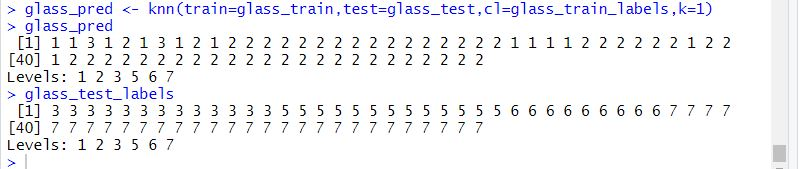 > glass_pred <- knn(train=glass_train,test=glass_test,cl=glass_train_labels,k=1)
> glass_pred
[1] 1 1 3 1 2 1 3 1 2 1 2 2 2 2 2 2 2 2 2 2 2 2 2 2 2 2 1 1 1 1 2 2 2 2 2 2 1 2 2
[40] 1 2 2 2 2 2 2 2 2 2 2 2 2 2 2 2 2 2 2 2 2 2 2 2 2
Levels: 1 2 3 5 6 7
> glass_test_labels
[1] 3 3 3 3 3 3 3 3 3 3 3 3 3 5 5 5 5 5 5 5 5 5 5 5 5 5 6 6 6 6 6 6 6 6 6 7 7 7 7
[40] 7 7 7 7 7 7 7 7 7 7 7 7 7 7 7 7 7 7 7 7 7 7 7 7 7
Levels: 1 2 3 5 6 7
>